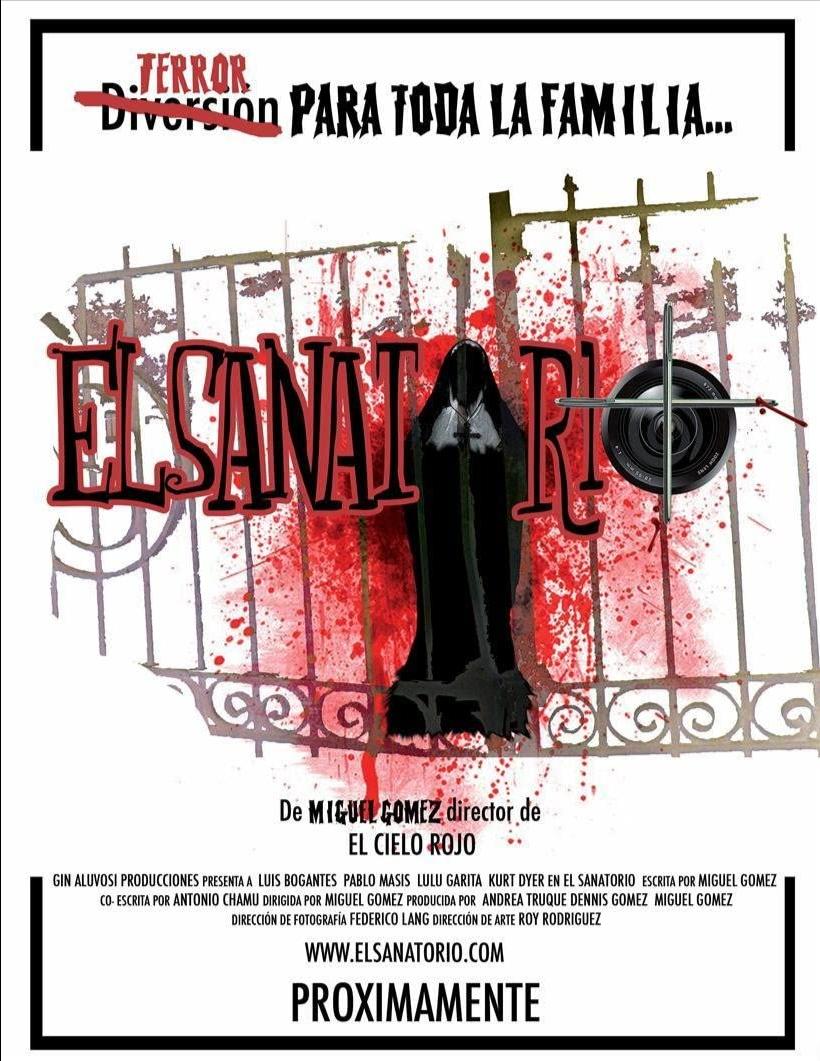 TERROR
Diversión PARA TODA LA FAMILIA...
EL SANATORIO
De MIGUEL GOMEZ director de
EL CIELO ROJO
GIN ALUVOSI PRODUCCIONES PRESENTA A LUIS BOGANTES PABLO MASIS LULU GARITA KURT DYER EN EL SANATORIO ESCRITA POR MIGUEL GOMEZ
CO- ESCRITA POR ANTONIO CHAMU DIRIGIDA POR MIGUEL GOMEZ PRODUCIDA POR ANDREA TRUQUE DENNIS GOMEZ MIGUEL GOMEZ
DIRECCIÓN DE FOTOGRAFÍA FEDERICO LANG DIRECCIÓN DE ARTE ROY RODRIGUEZ
WWW.ELSANATORIO.COM
PROXIMAMENTE